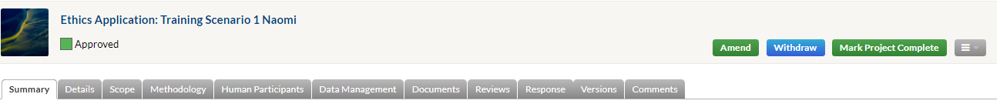 Ethics Application: Training Scenario 1 Naomi
Approved
Amend Withdraw Mark Project Complete
Summary Details Scope Methodology Human Participants Data Management Documents Reviews Response Versions Comments